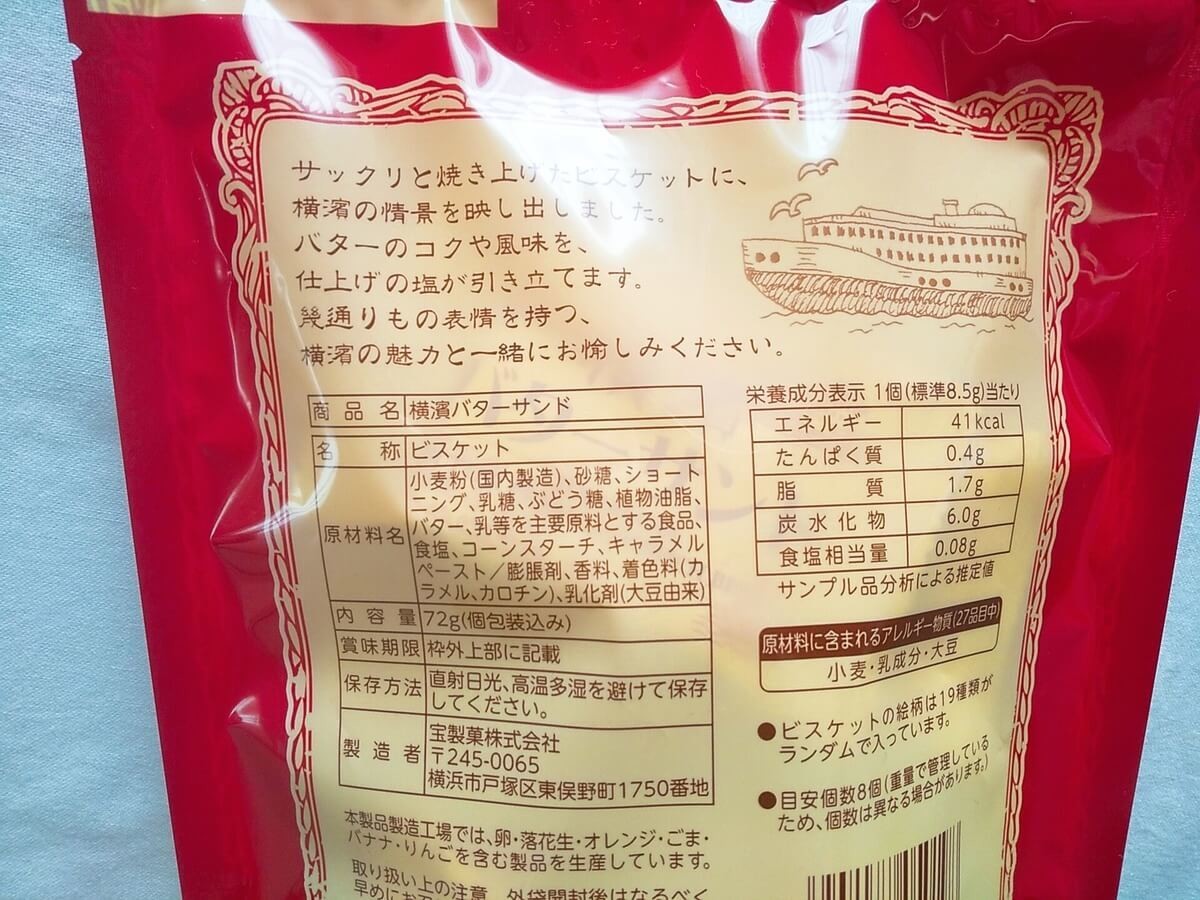 サックリと焼き上げたビスケットに、
横濱の情景を映し出しました。
バターのコクや風味を、
仕上げの塩が引き立てます。
幾通りもの表情を持つ、
横濱の魅力と一緒にお愉しみください。
商品名 横濱バターサンド
名称 ビスケット
原材料名 小麦粉(国内製造)、砂糖、ショート
ニング、乳糖、ぶどう糖、植物油脂、
バター、乳等を主要原料とする食品、
食塩、コーンスターチ、キャラメル
ペースト／膨脹剤、香料、着色料(カ
ラメル、カロチン)、乳化剤(大豆由来)
内容量 72g(個包装込み)
賞味期限 枠外上部に記載
保存方法 直射日光、高温多湿を避けて保存
してください。
製造者 宝製菓株式会社
〒245-0065
横浜市戸塚区東俣野町1750番地
本製品製造工場では、卵・落花生・オレンジ・ごま・
バナナ・りんごを含む製品を生産しています。
取り扱い上の注意 外袋開封後はなるべく
早めにお
栄養成分表示 1個(標準8.5g)当たり
エネルギー 41kcal
たんぱく質 0.4g
脂質 1.7g
炭水化物 6.0g
食塩相当量 0.08g
サンプル品分析による推定値
原材料に含まれるアレルギー物質(27品目中)
小麦・乳成分・大豆
●ビスケットの絵柄は19種類が
ランダムで入っています。
●目安個数8個(重量で管理している
ため、個数は異なる場合があります。)